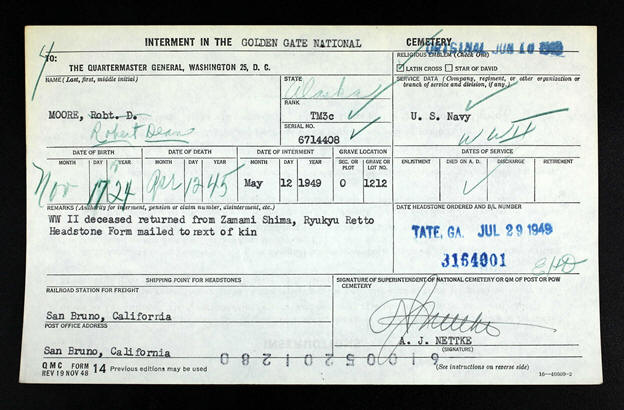 INTERMENT IN THE GOLDEN GATE NATIONAL CEMETERY
4
TO:
THE QUARTERMASTER GENERAL, WASHINGTON 25, D. C.
ORIGINAL JUN 10 1949
RELIGIOUS EMBLEM (Check One)
LATIN CROSS STAR OF DAVID
NAME (Last, first, middle initial)
MOORE, Robt. D.
Robert Dean
STATE
Alaska
RANK
TM3c
SERIAL NO.
6714408
SERVICE DATA (Company, regiment, or other organization or branch of service and division, if any.)
U. S. Navy
WW II
DATE OF BIRTH DATE OF DEATH DATE OF INTERMENT GRAVE LOCATION
MONTH DAY YEAR MONTH DAY YEAR MONTH DAY YEAR SEC. OR PLOT GRAVE OR LOT NO.
Nov 17 24 Apr 12 45 May 12 1949 O 1212
DATES OF SERVICE
ENLISTMENT DIED ON A. D. DISCHARGE RETIREMENT
REMARKS (Authority for interment, pension or claim number, disinterment, etc.)
WW II deceased returned from Zamami Shima, Ryukyu Retto
Headstone Form mailed to rext of kin
DATE HEADSTONE ORDERED AND B/L NUMBER
TATE, GA. JUL 29 1949
3164001
SHIPPING POINT FOR HEADSTONES
RAILROAD STATION FOR FREIGHT
San Bruno, California
POST OFFICE ADDRESS
San Bruno, California
SIGNATURE OF SUPERINTENDENT OF NATIONAL CEMETERY OR QM OF POST OR PVW CEMETERY
A J Nettke
A. J. NETTKE
(SIGNATURE)
6100520128 0
QMC FORM 14 Previous editions may be used
REV 19 NOV 48
(See instructions on reverse side)